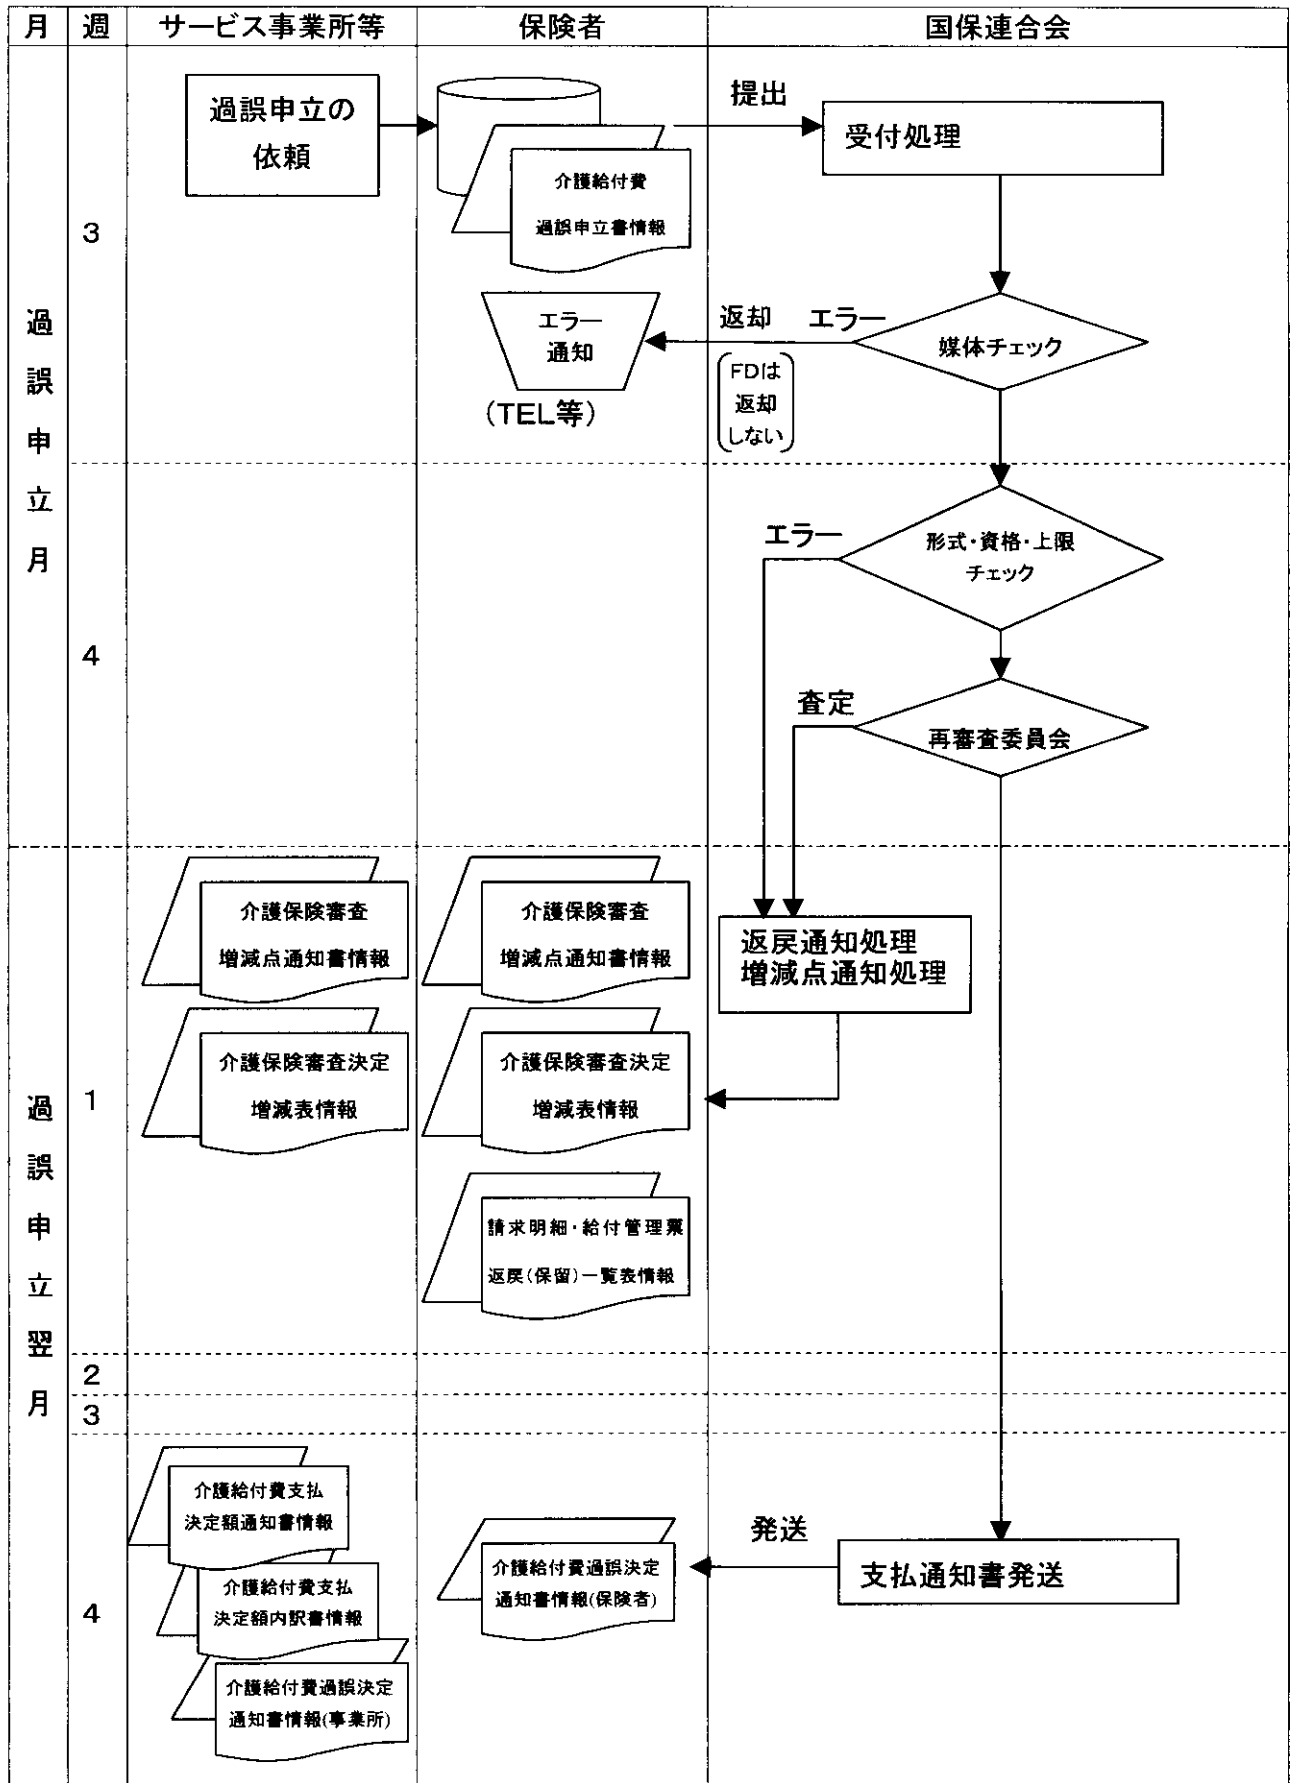 月 週 サービス事業所等 保険者 国保連合会
過誤申立月
3
過誤申立の
依頼
介護給付費
過誤申立書情報
提出
受付処理
媒体チェック
エラー
返却
FDは
返却
しない
エラー
通知
(TEL等)
4
形式・資格・上限
チェック
エラー
再審査委員会
査定
過誤申立翌月
1
介護保険審査
増減点通知書情報
介護保険審査
増減点通知書情報
返戻通知処理
増減点通知処理
介護保険審査決定
増減表情報
介護保険審査決定
増減表情報
請求明細・給付管理票
返戻(保留)一覧表情報
2
3
4
介護給付費支払
決定額通知書情報
介護給付費支払
決定額内訳書情報
介護給付費過誤決定
通知書情報(事業所)
介護給付費過誤決定
通知書情報(保険者)
発送
支払通知書発送